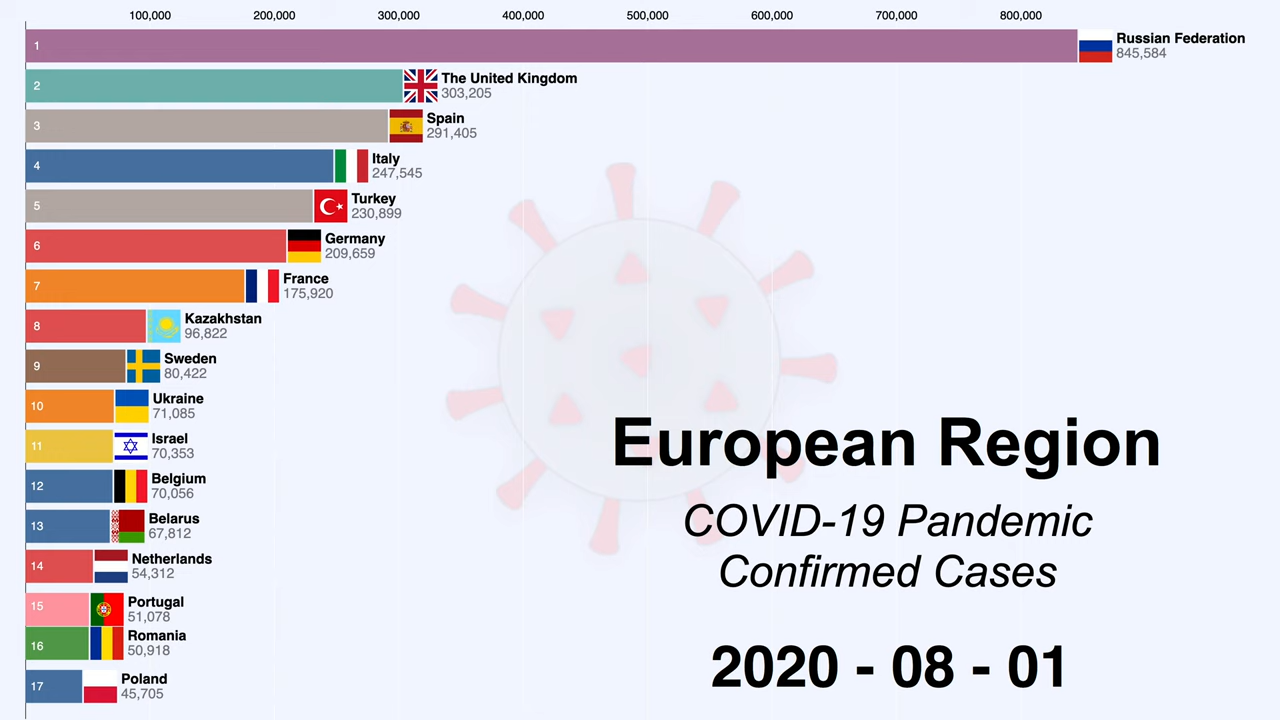 100,000 200,000 300,000 400,000 500,000 600,000 700,000 800,000
1 Russian Federation
845,584
2 The United Kingdom
303,205
3 Spain
291,405
4 Italy
247,545
5 Turkey
230,899
6 Germany
209,659
7 France
175,920
8 Kazakhstan
96,822
9 Sweden
80,422
10 Ukraine
71,085
11 Israel
70,353
12 Belgium
70,056
13 Belarus
67,812
14 Netherlands
54,312
15 Portugal
51,078
16 Romania
50,918
17 Poland
45,705
European Region
COVID-19 Pandemic
Confirmed Cases
2020 - 08 - 01